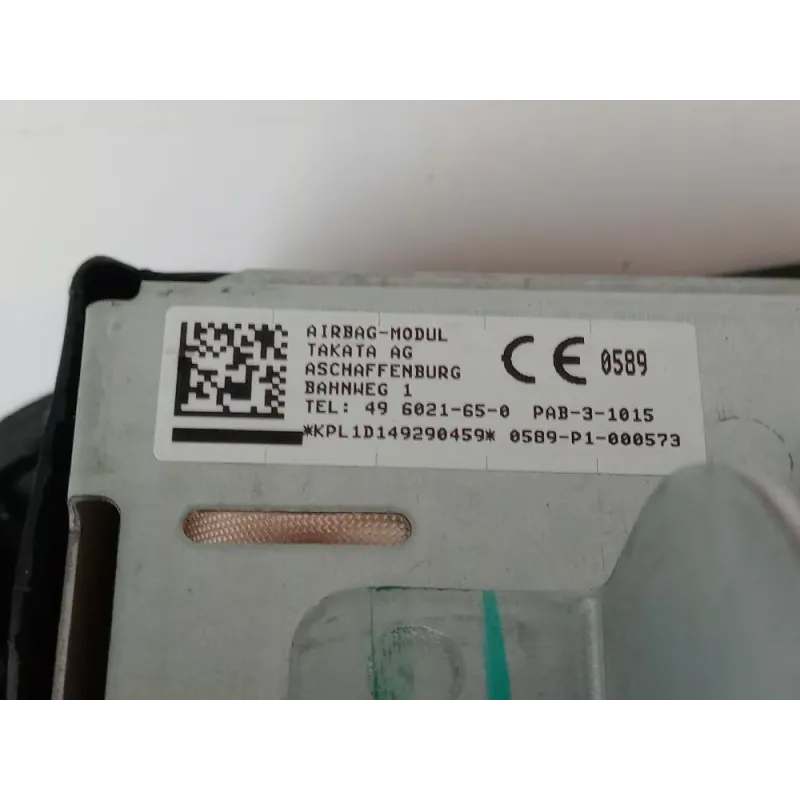 AIRBAG-MODUL
TAKATA AG
ASCHAFFENBURG
BAHNWEG 1
TEL: 49 6021-65-0 PAB-3-1015
*KPL1D149290459* 0589-P1-000573
CE 0589